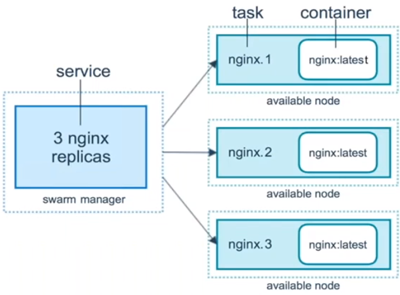 task container
service
nginx.1 nginx:latest
available node
3 nginx
replicas
swarm manager
nginx.2 nginx:latest
available node
nginx.3 nginx:latest
available node